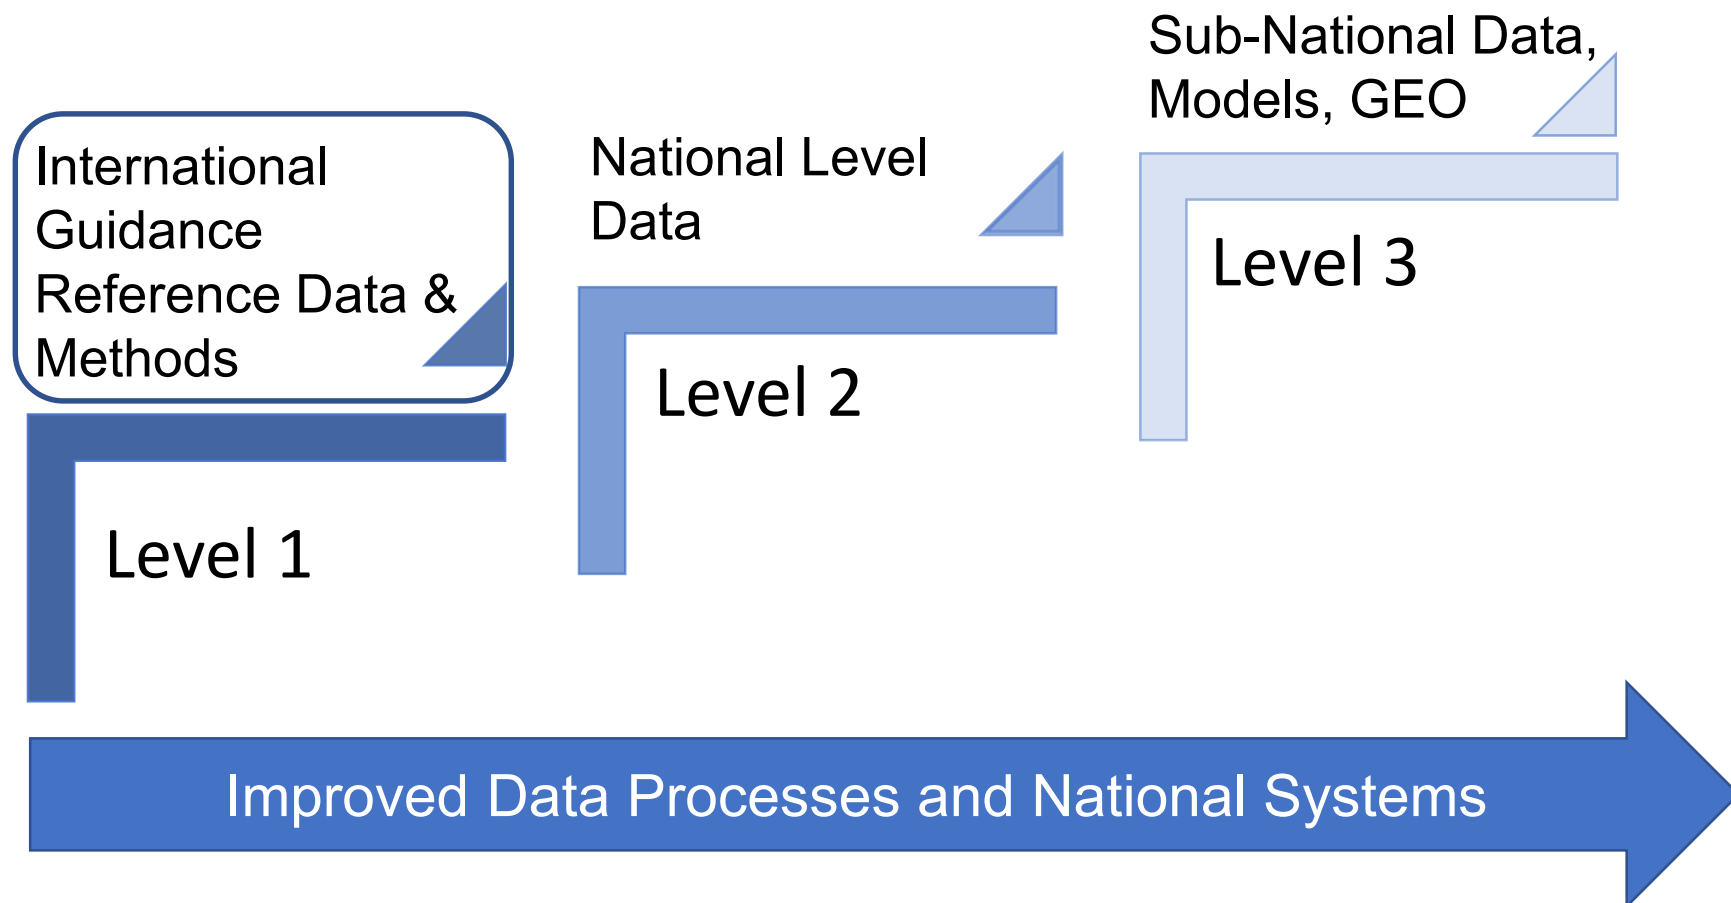 International
Guidance
Reference Data &
Methods
Level 1
National Level
Data
Level 2
Sub-National Data,
Models, GEO
Level 3
Improved Data Processes and National Systems